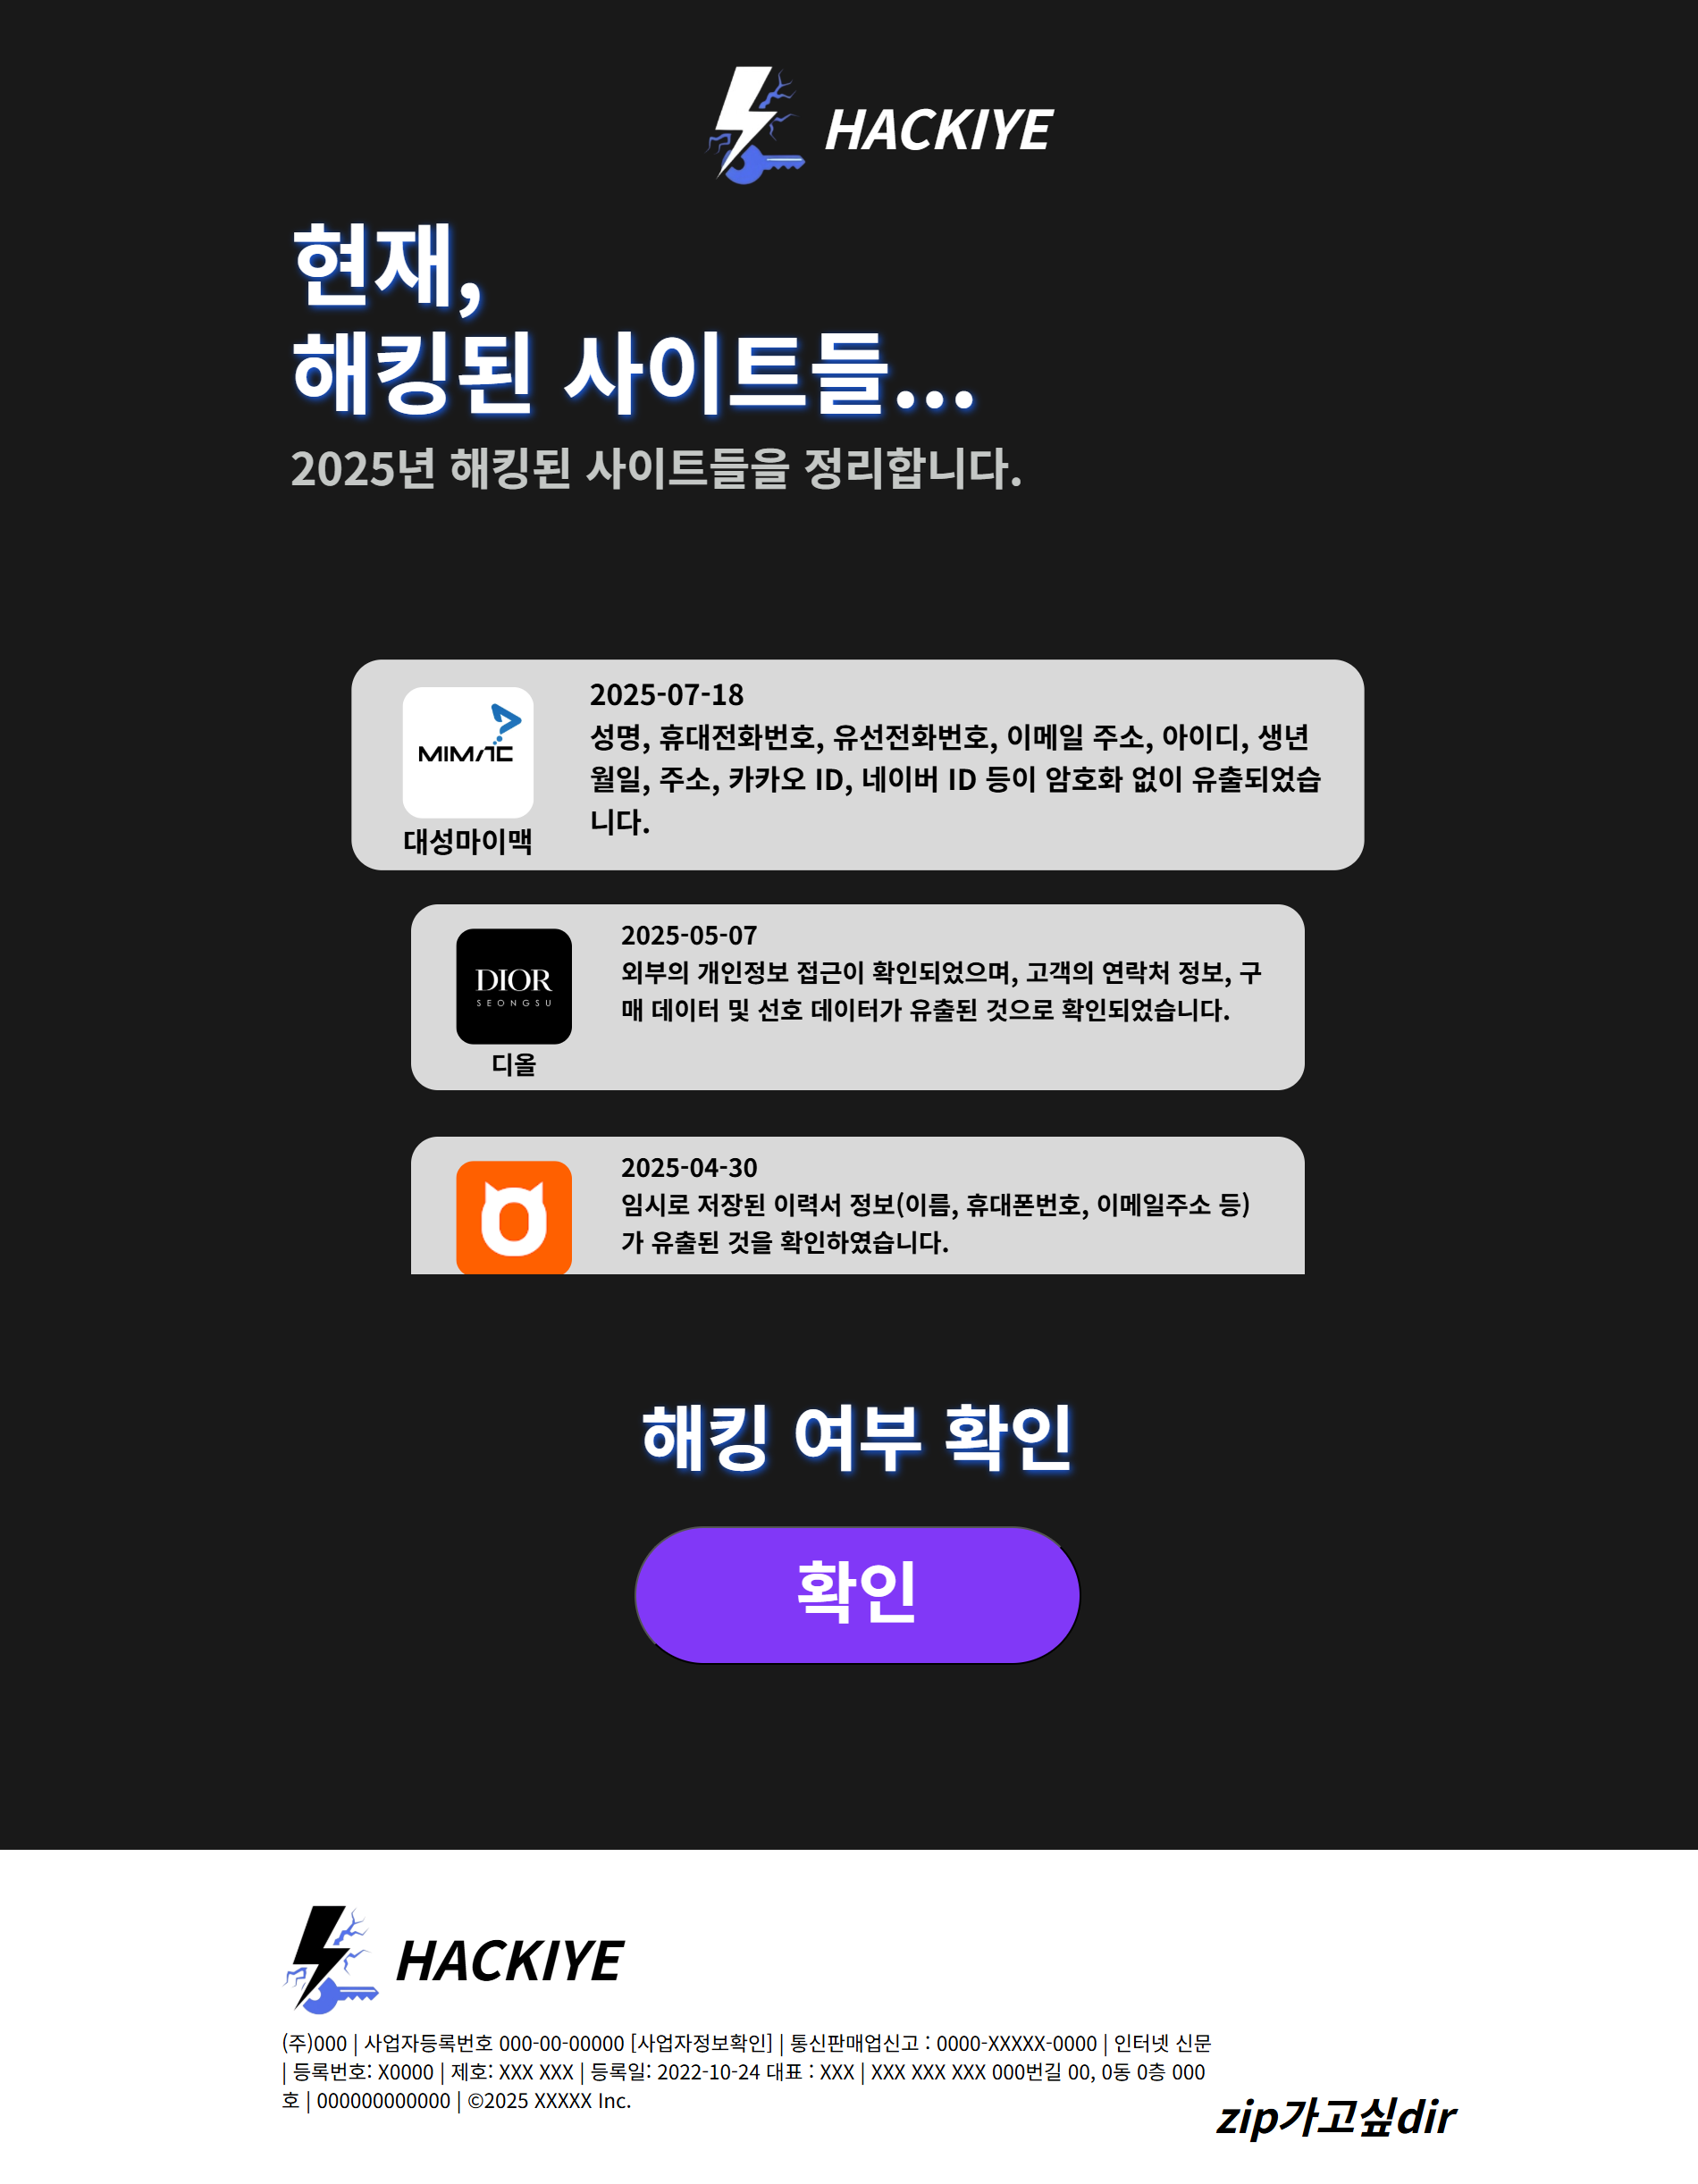 HACKIYE
현재,
해킹된 사이트들...
2025년 해킹된 사이트들을 정리합니다.
MIMAC
대성마이맥
2025-07-18
성명, 휴대전화번호, 유선전화번호, 이메일 주소, 아이디, 생년
월일, 주소, 카카오 ID, 네이버 ID 등이 암호화 없이 유출되었습
니다.
DIOR
SEONGSU
디올
2025-05-07
외부의 개인정보 접근이 확인되었으며, 고객의 연락처 정보, 구
매 데이터 및 선호 데이터가 유출된 것으로 확인되었습니다.
2025-04-30
임시로 저장된 이력서 정보(이름, 휴대폰번호, 이메일주소 등)
가 유출된 것을 확인하였습니다.
해킹 여부 확인
확인
HACKIYE
(주)000 | 사업자등록번호 000-00-00000 [사업자정보확인] | 통신판매업신고 : 0000-XXXXX-0000 | 인터넷 신문
| 등록번호: X0000 | 제호: XXX XXX | 등록일: 2022-10-24 대표 : XXX | XXX XXX XXX 000번길 00, 0동 0층 000
호 | 000000000000 | ©2025 XXXXX Inc.
zip가고싶dir